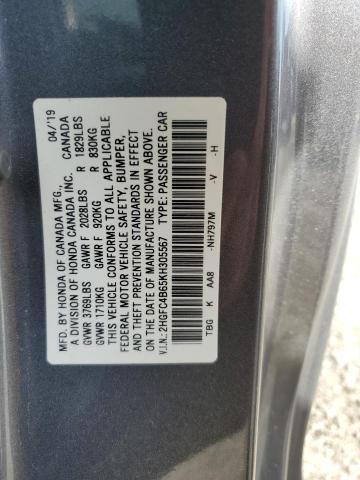 MFD. BY HONDA OF CANADA MFG., 04/'19
A DIVISION OF HONDA CANADA INC. CANADA
GVWR 3769LBS GAWR F 2028LBS R 1829LBS
GVWR 1710KG GAWR F 920KG R 830KG
THIS VEHICLE CONFORMS TO ALL APPLICABLE
FEDERAL MOTOR VEHICLE SAFETY, BUMPER,
AND THEFT PREVENTION STANDARDS IN EFFECT
ON THE DATE OF MANUFACTURE SHOWN ABOVE.
V.I.N.: 2HGFC4B65KH305567 TYPE: PASSENGER CAR
TBG K AA8 -NH797M -V -H